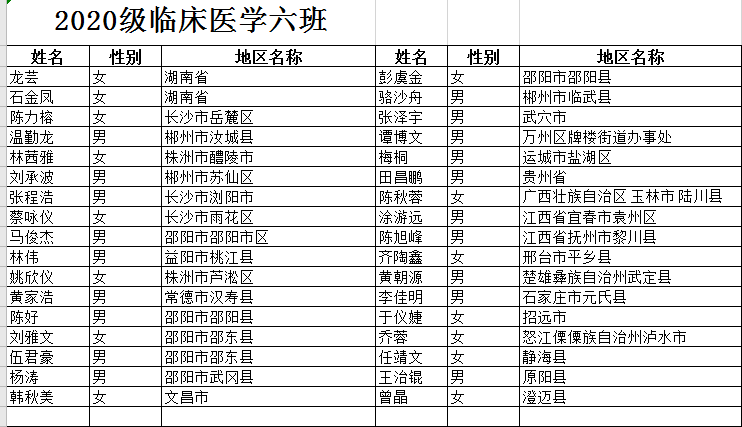 2020级临床医学六班
姓名 性别 地区名称 姓名 性别 地区名称
龙芸 女 湖南省 彭虞金 女 邵阳市邵阳县
石金凤 女 湖南省 骆沙舟 男 郴州市临武县
陈力榕 女 长沙市岳麓区 张泽宇 男 武穴市
温勤龙 男 郴州市汝城县 谭博文 男 万州区牌楼街道办事处
林茜雅 女 株洲市醴陵市 梅桐 男 运城市盐湖区
刘承波 男 郴州市苏仙区 田昌鹏 男 贵州省
张程浩 男 长沙市浏阳市 陈秋蓉 女 广西壮族自治区 玉林市 陆川县
蔡咏仪 女 长沙市雨花区 涂游远 男 江西省宜春市袁州区
马俊杰 男 邵阳市邵阳市区 陈旭峰 男 江西省抚州市黎川县
林伟 男 益阳市桃江县 齐陶鑫 女 邢台市平乡县
姚欣仪 女 株洲市芦淞区 黄朝源 男 楚雄彝族自治州武定县
黄家浩 男 常德市汉寿县 李佳明 男 石家庄市元氏县
陈好 男 邵阳市邵阳县 于仪婕 女 招远市
刘雅文 女 邵阳市邵东县 乔蓉 女 怒江傈僳族自治州泸水市
伍君豪 男 邵阳市邵东县 任靖文 女 静海县
杨涛 男 邵阳市武冈县 王治锟 男 原阳县
韩秋美 女 文昌市 曾晶 女 澄迈县